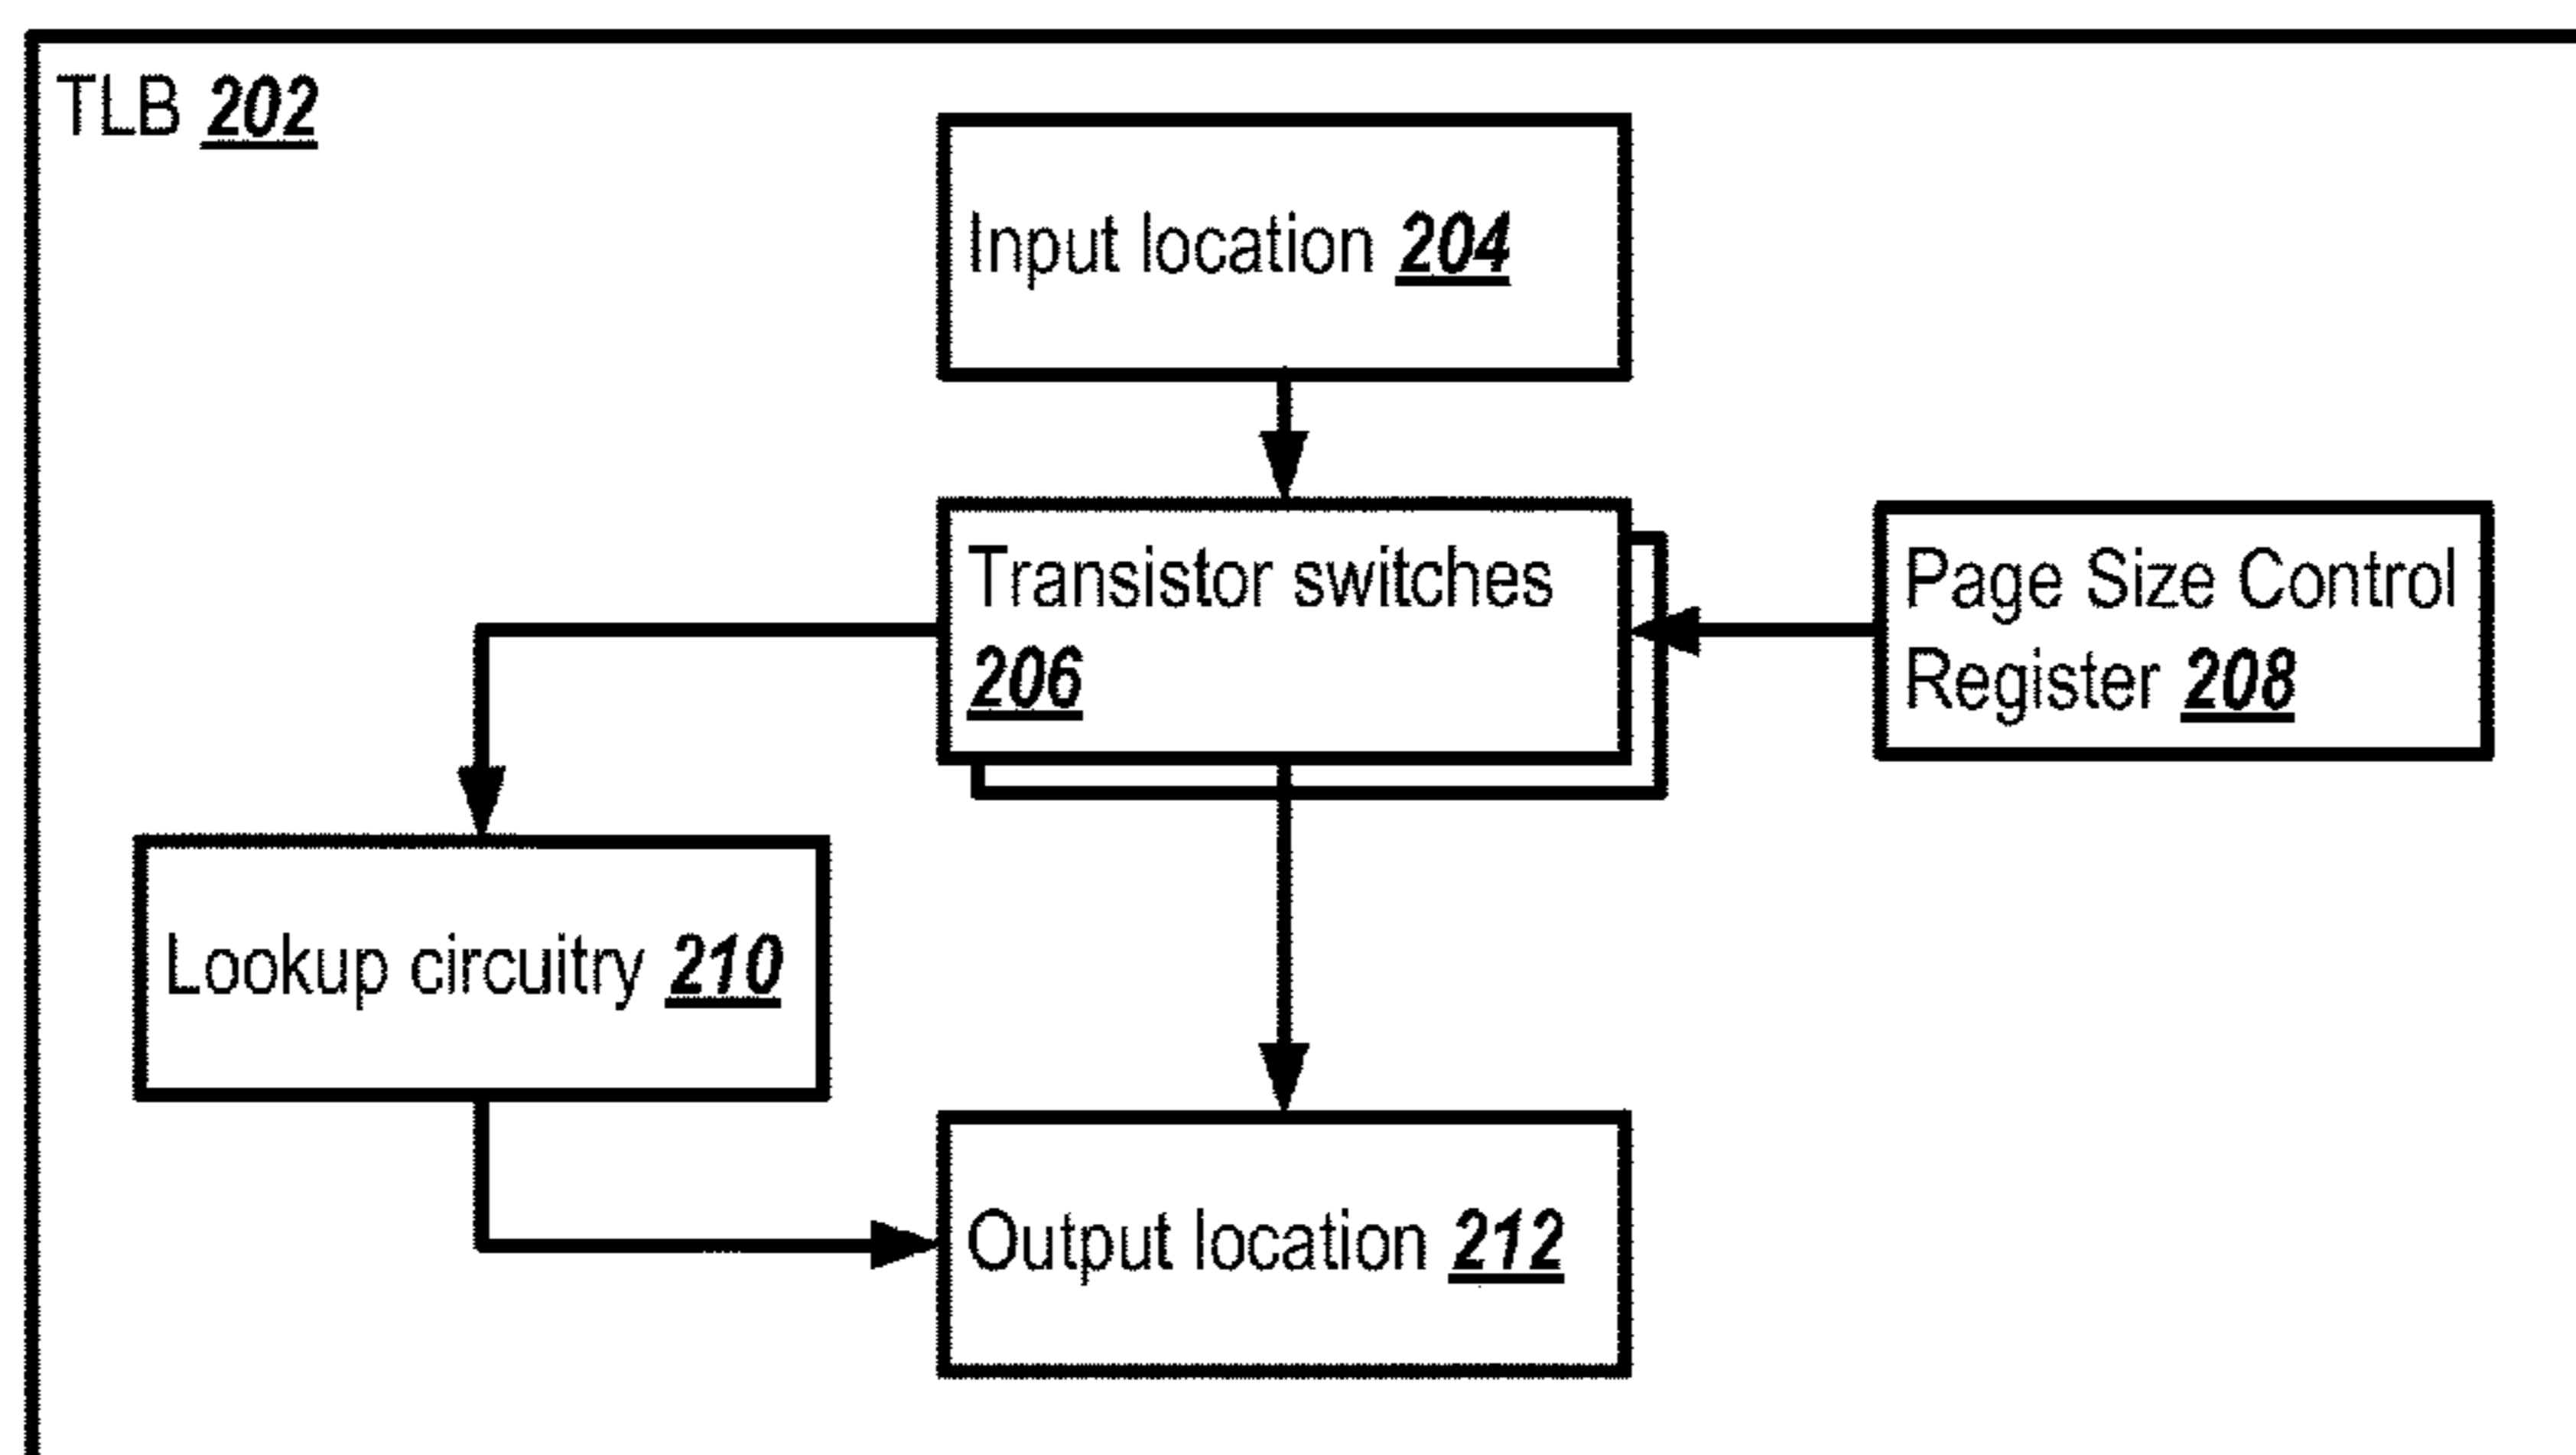 TLB 202
Input location 204
Transistor switches
206
Page Size Control
Register 208
Lookup circuitry 210
Output location 212